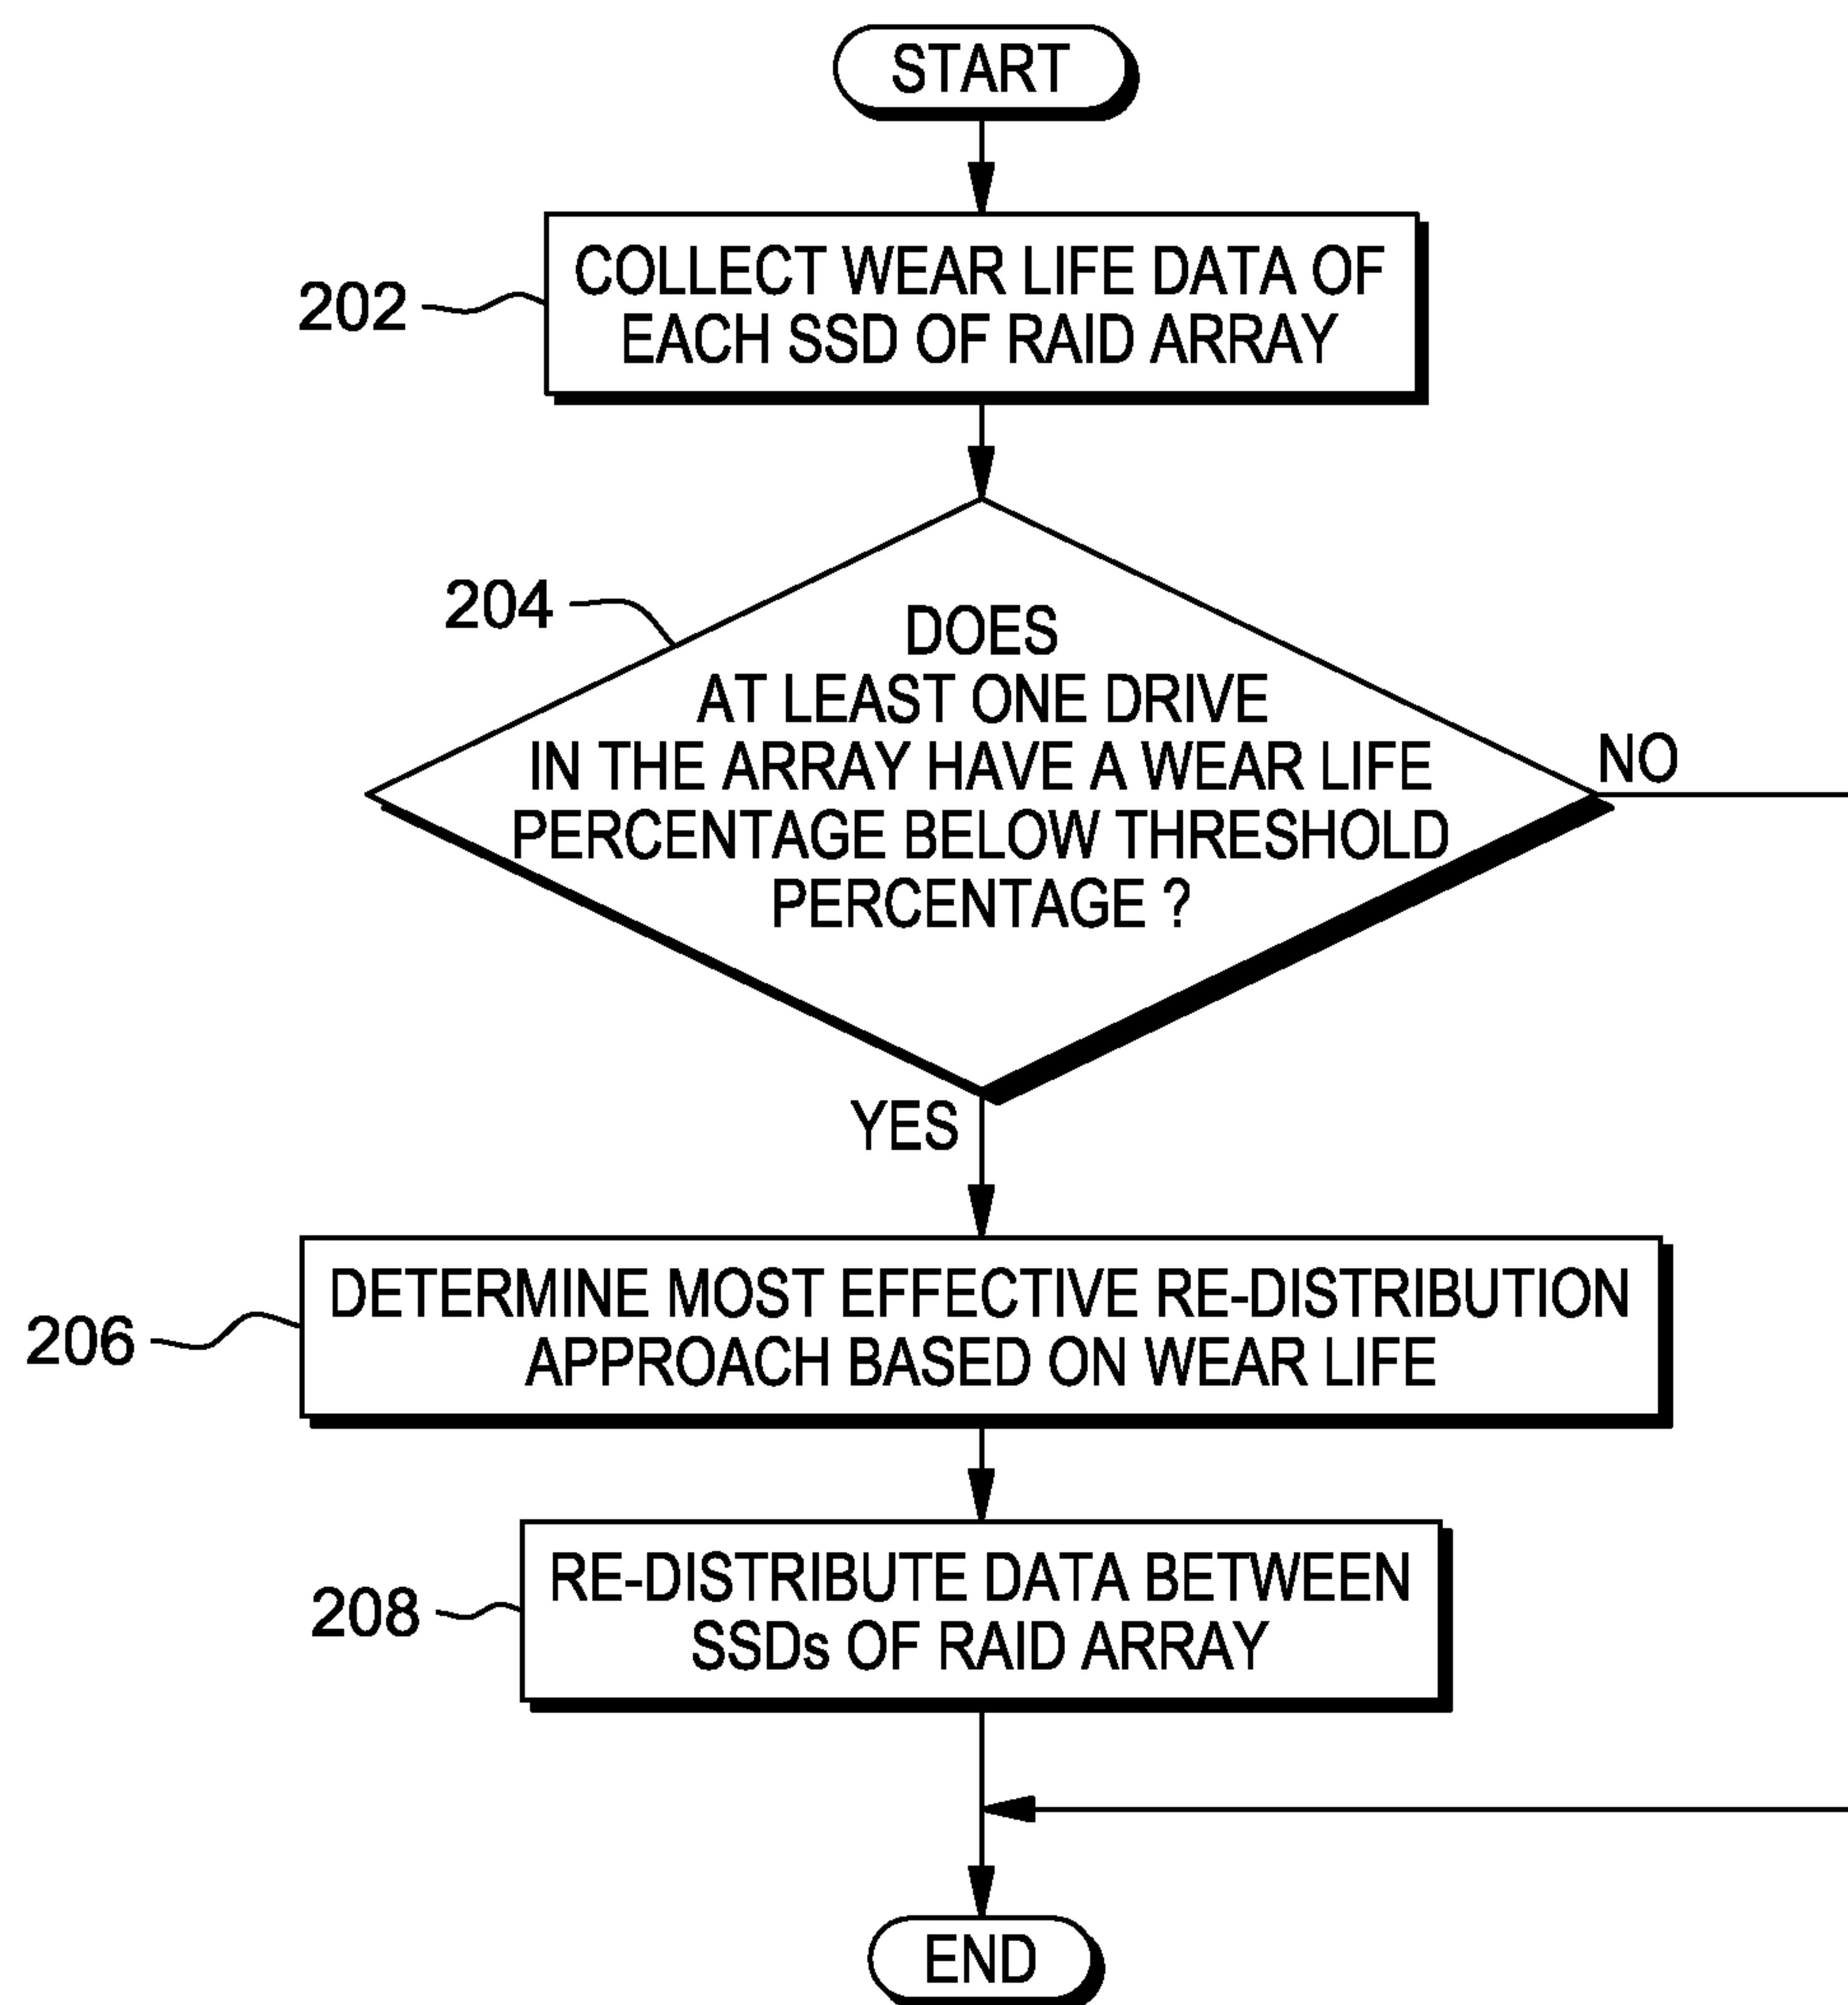 START
202
COLLECT WEAR LIFE DATA OF
EACH SSD OF RAID ARRAY
204
DOES
AT LEAST ONE DRIVE
IN THE ARRAY HAVE A WEAR LIFE
PERCENTAGE BELOW THRESHOLD
PERCENTAGE ?
NO
YES
206
DETERMINE MOST EFFECTIVE RE-DISTRIBUTION
APPROACH BASED ON WEAR LIFE
208
RE-DISTRIBUTE DATA BETWEEN
SSDs OF RAID ARRAY
END